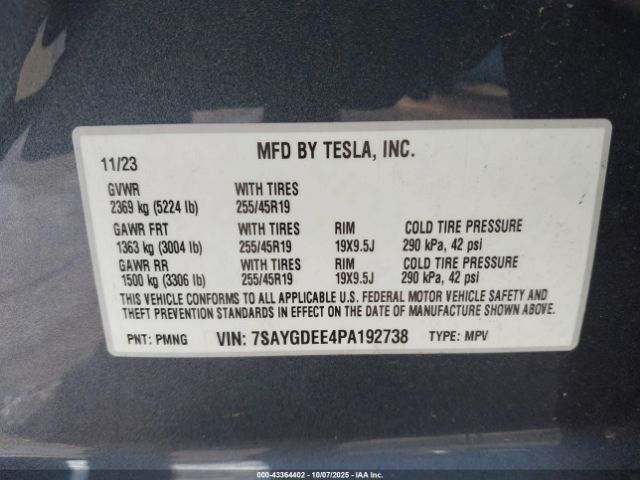 MFD BY TESLA, INC.
11/23
GVWR WITH TIRES
2369 kg (5224 lb) 255/45R19
GAWR FRT WITH TIRES RIM COLD TIRE PRESSURE
1363 kg (3004 lb) 255/45R19 19X9.5J 290 kPa, 42 psi
GAWR RR WITH TIRES RIM COLD TIRE PRESSURE
1500 kg (3306 lb) 255/45R19 19X9.5J 290 kPa, 42 psi
THIS VEHICLE CONFORMS TO ALL APPLICABLE U.S. FEDERAL MOTOR VEHICLE SAFETY AND
THEFT PREVENTION STANDARDS IN EFFECT ON THE DATE OF MANUFACTURE SHOWN ABOVE.
PNT: PMNG VIN: 7SAYGDEE4PA192738 TYPE: MPV
000-43364402 | 10/07/2025 | IAA Inc.